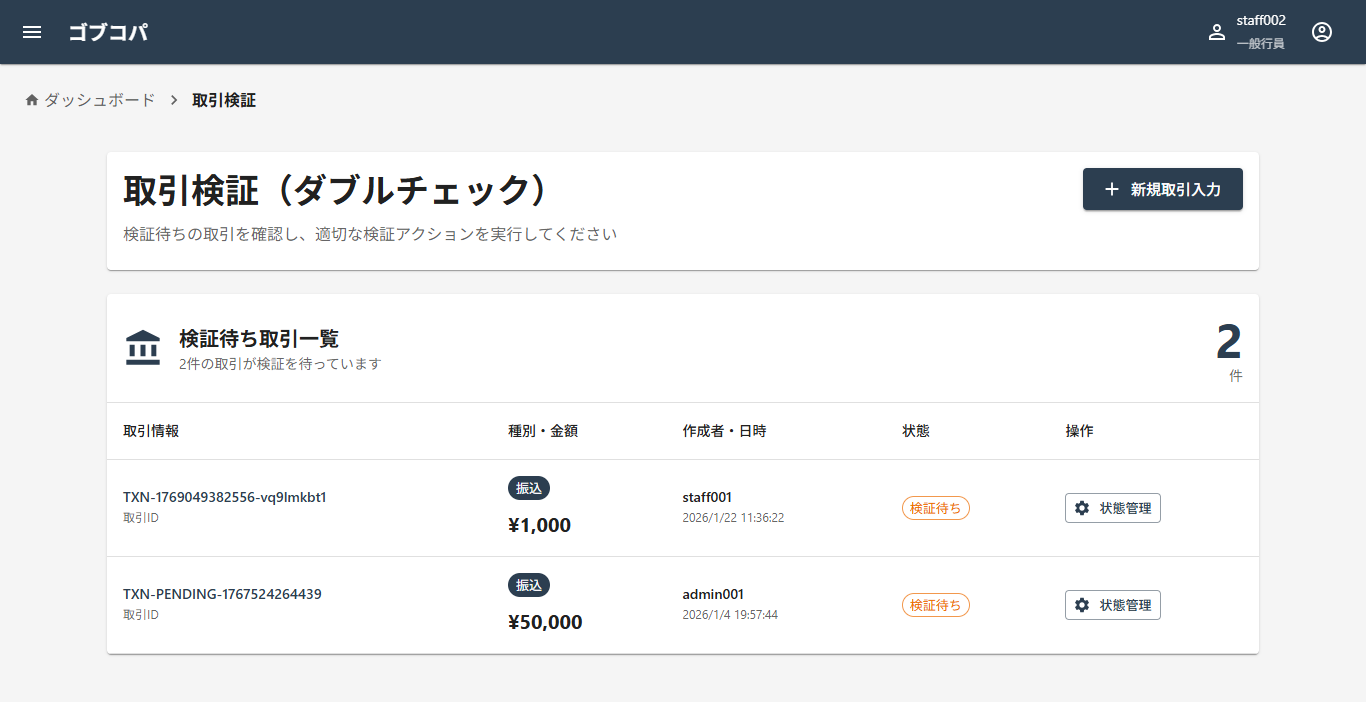 ゴブコパ
staff002
一般行員
ダッシュボード
取引検証
取引検証（ダブルチェック）
新規取引入力
検証待ちの取引を確認し、適切な検証アクションを実行してください
検証待ち取引一覧
2件の取引が検証を待っています
2
件
取引情報 種別・金額 作成者・日時 状態 操作
TXN-1769049382556-vq9lmkbt1
取引ID
振込
¥1,000
staff001
2026/1/22 11:36:22
検証待ち
状態管理
TXN-PENDING-1767524264439
取引ID
振込
¥50,000
admin001
2026/1/4 19:57:44
検証待ち
状態管理